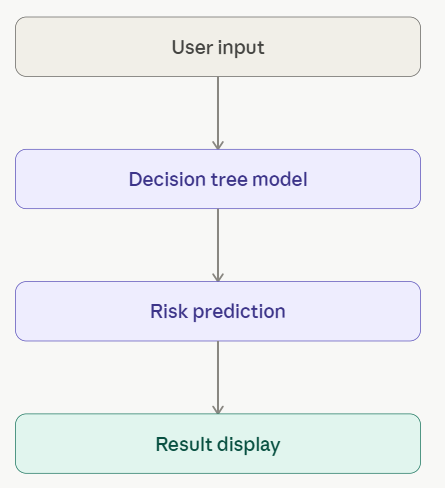 User input
Decision tree model
Risk prediction
Result display